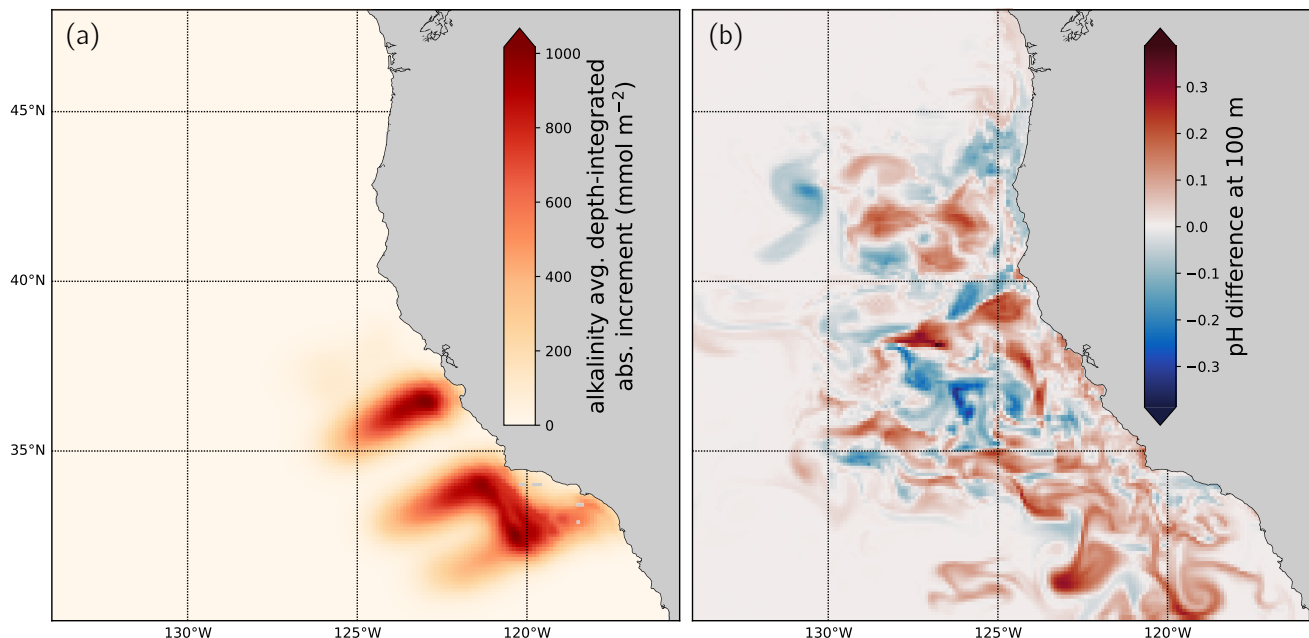 (a)
1000
800
600
400
200
0
alkalinity avg. depth-integrated
abs. increment (mmol m⁻²)
45°N
40°N
35°N
130°W
125°W
120°W
(b)
0.3
0.2
0.1
0.0
−0.1
−0.2
−0.3
pH difference at 100 m
130°W
125°W
120°W